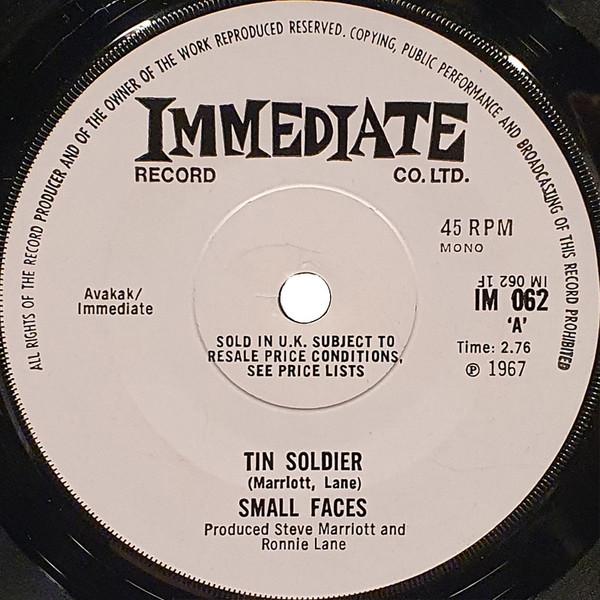 ALL RIGHTS OF THE RECORD PRODUCER AND OF THE OWNER OF THE WORK REPRODUCED RESERVED. COPYING, PUBLIC PERFORMANCE AND BROADCASTING OF THIS RECORD PROHIBITED
IMMEDIATE
RECORD CO. LTD.
45 RPM
MONO
Avakak/
Immediate
IM 062 1F
IM 062
'A'
Time: 2.76
℗ 1967
SOLD IN U.K. SUBJECT TO
RESALE PRICE CONDITIONS,
SEE PRICE LISTS
TIN SOLDIER
(Marriott, Lane)
SMALL FACES
Produced Steve Marriott and
Ronnie Lane